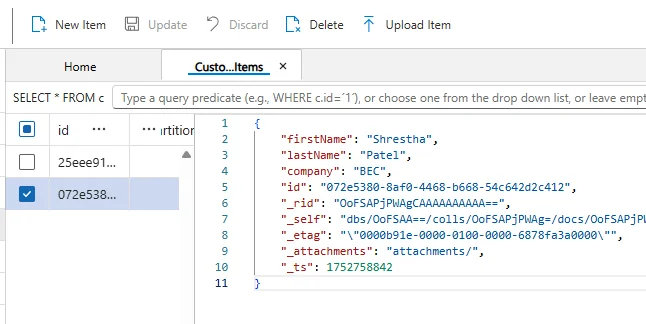 New Item Update Discard Delete Upload Item
Home Custo...Items
SELECT * FROM c Type a query predicate (e.g., WHERE c.id='1'), or choose one from the drop down list, or leave empt
id ··· artition ···
25eee91...
072e538...
1 {
2 "firstName": "Shrestha",
3 "lastName": "Patel",
4 "company": "BEC",
5 "id": "072e5380-8af0-4468-b668-54c642d2c412",
6 "_rid": "OoFSAPjPWAgCAAAAAAAAAA==",
7 "_self": "dbs/OoFSAA==/colls/OoFSAPjPWAg=/docs/OoFSAPjPW
8 "_etag": "\"0000b91e-0000-0100-0000-6878fa3a0000\"",
9 "_attachments": "attachments/",
10 "_ts": 1752758842
11 }